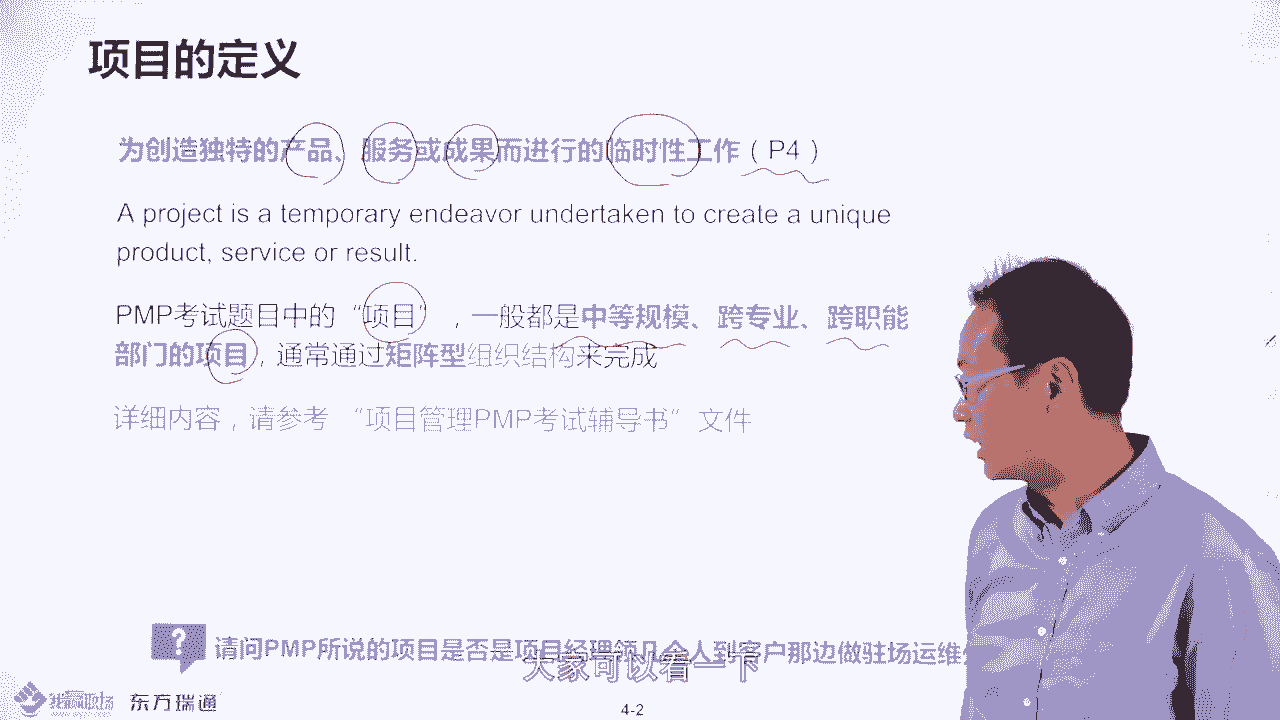 项目的定义
为创造独特的产品、服务或成果而进行的临时性工作（P4）
A project is a temporary endeavor undertaken to create a unique
product, service or result.
PMP考试题目中的“项目”，一般都是中等规模、跨专业、跨职能
部门的项目，通常通过矩阵型组织结构来完成
详细内容，请参考“项目管理PMP考试辅导书”文件
?
请问PMP所说的项目是否是项目经理领几个人到客户那边做驻场运维
大家可以看一下
东方瑞通
4-2